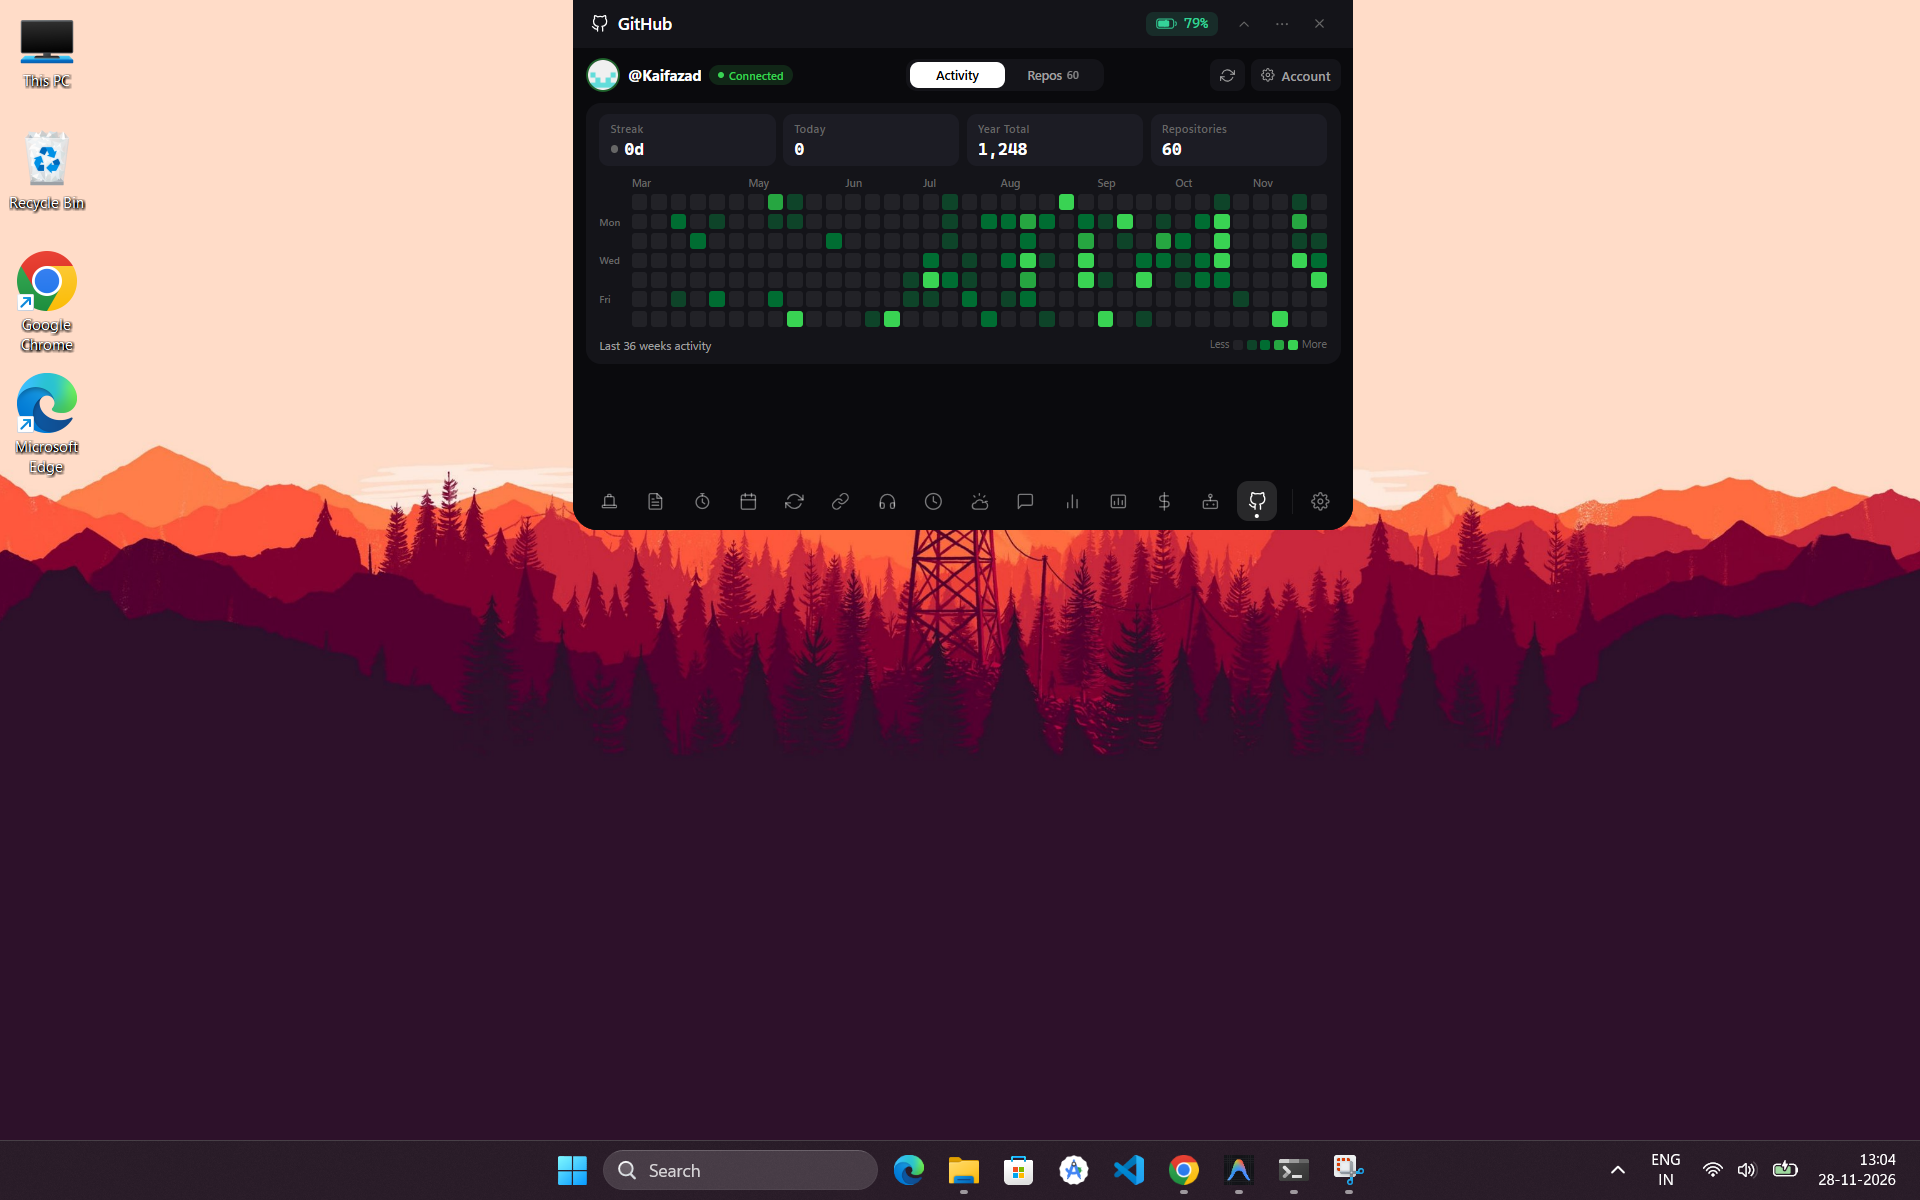 This PC
Recycle Bin
Google
Chrome
Microsoft
Edge
GitHub
79%
@Kaifazad
Connected
Activity
Repos 60
Account
Streak
0d
Today
0
Year Total
1,248
Repositories
60
Mar May Jun Jul Aug Sep Oct Nov
Mon
Wed
Fri
Last 36 weeks activity
Less More
Search
ENG
IN
13:04
28-11-2026